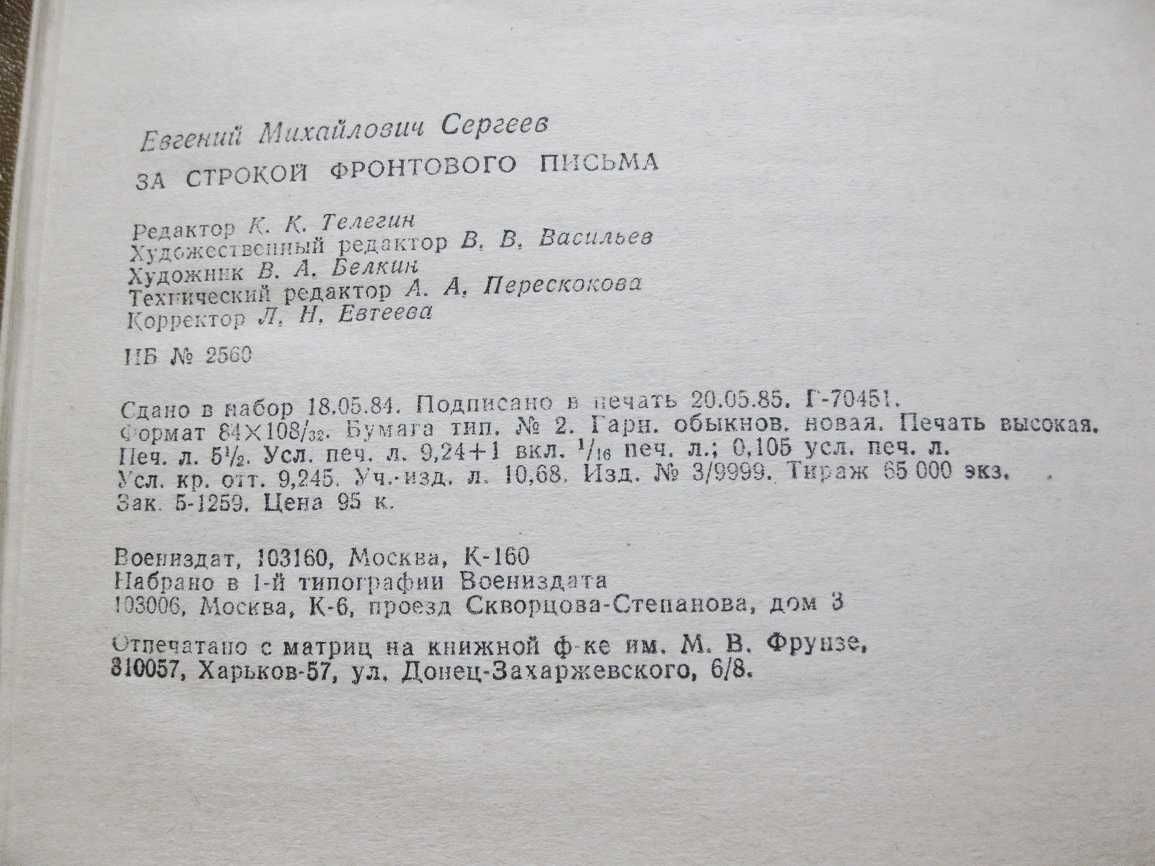 Евгений Михайлович Сергеев
ЗА СТРОКОЙ ФРОНТОВОГО ПИСЬМА
Редактор К. К. Телегин
Художественный редактор В. В. Васильев
Художник В. А. Белкин
Технический редактор А. А. Перескокова
Корректор Л. Н. Евтеева
ИБ № 2560
Сдано в набор 18.05.84. Подписано в печать 20.05.85. Г-70451.
Формат 84×108/32. Бумага тип. № 2. Гарн. обыкнов. новая. Печать высокая.
Печ. л. 5½. Усл. печ. л. 9,24+1 вкл. 1/16 печ. л.; 0,105 усл. печ. л.
Усл. кр. отт. 9,245. Уч.-изд. л. 10,68. Изд. № 3/9999. Тираж 65 000 экз.
Зак. 5-1259. Цена 95 к.
Воениздат, 103160, Москва, К-160
Набрано в 1-й типографии Воениздата
103006, Москва, К-6, проезд Скворцова-Степанова, дом 3
Отпечатано с матриц на книжной ф-ке им. М. В. Фрунзе,
310057, Харьков-57, ул. Донец-Захаржевского, 6/8.